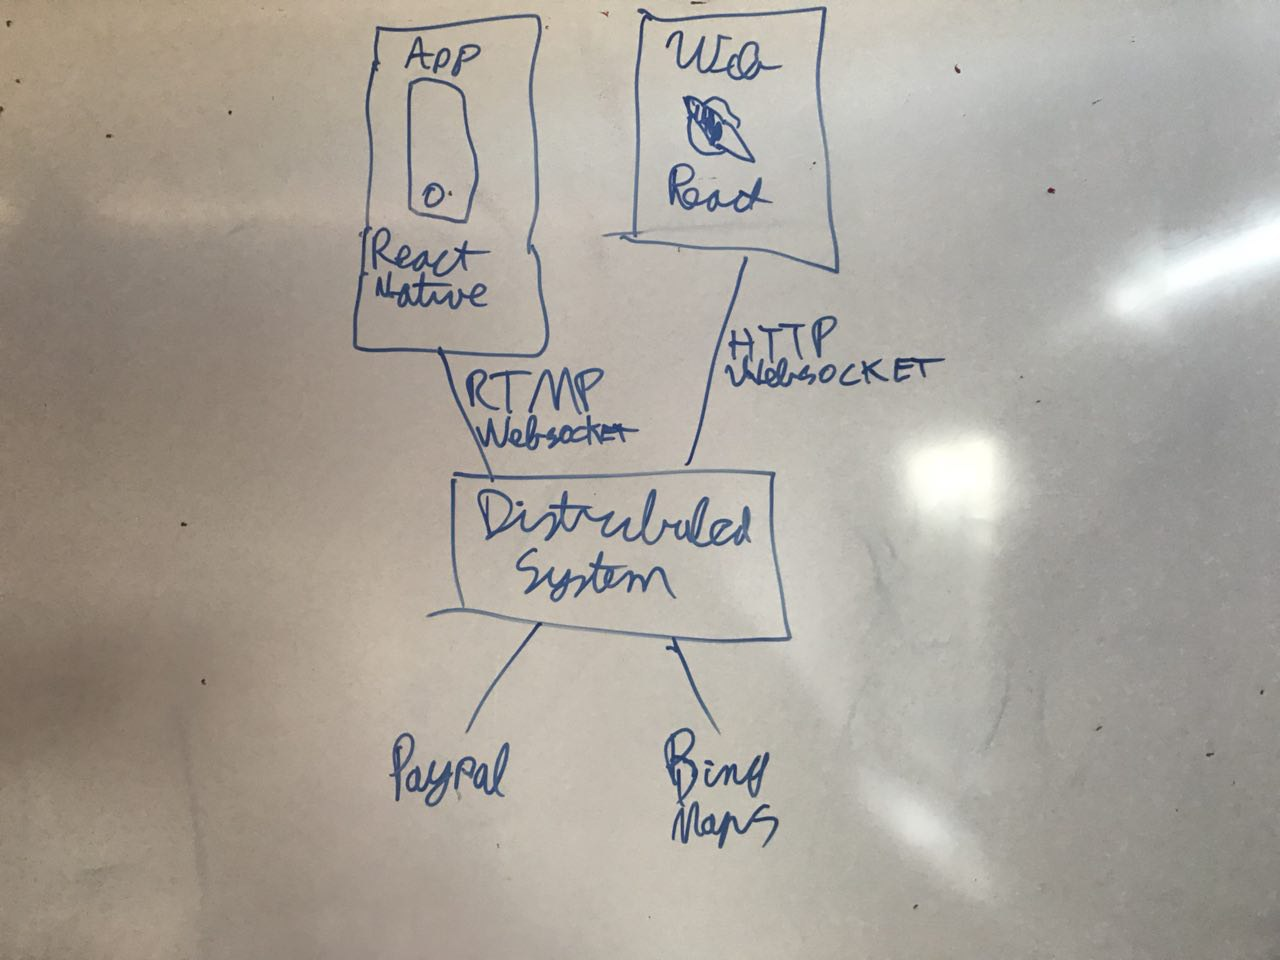 App
React
Native
Web
React
RTMP
Websocket
HTTP
WebsOCKET
Distributed
System
Paypal
Bing
Maps